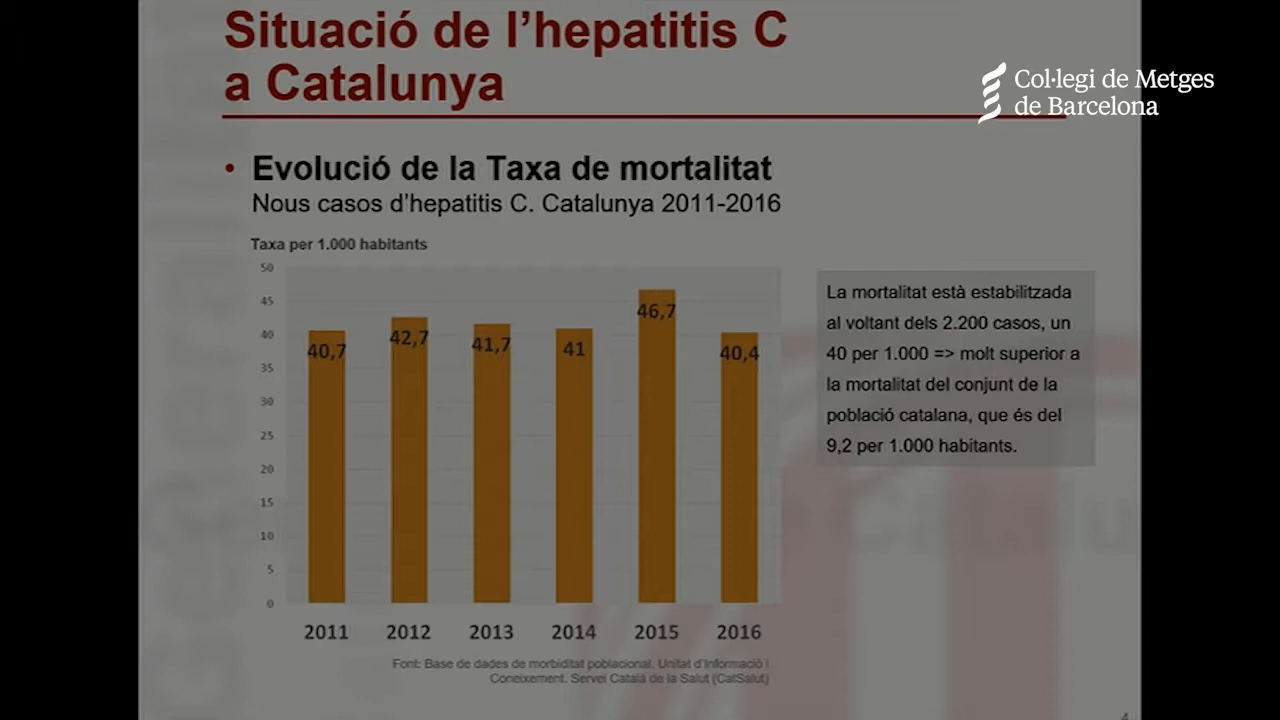 Situació de l'hepatitis C
a Catalunya
Col·legi de Metges
de Barcelona
• Evolució de la Taxa de mortalitat
Nous casos d'hepatitis C. Catalunya 2011-2016
Taxa per 1.000 habitants
50
45
40
35
30
25
20
15
10
5
0
40,7
42,7
41,7
41
46,7
40,4
2011
2012
2013
2014
2015
2016
La mortalitat està estabilitzada
al voltant dels 2.200 casos, un
40 per 1.000 => molt superior a
la mortalitat del conjunt de la
població catalana, que és del
9,2 per 1.000 habitants.
Font: Base de dades de morbiditat poblacional. Unitat d'Informació i
Coneixement. Servei Català de la Salut (CatSalut)
4